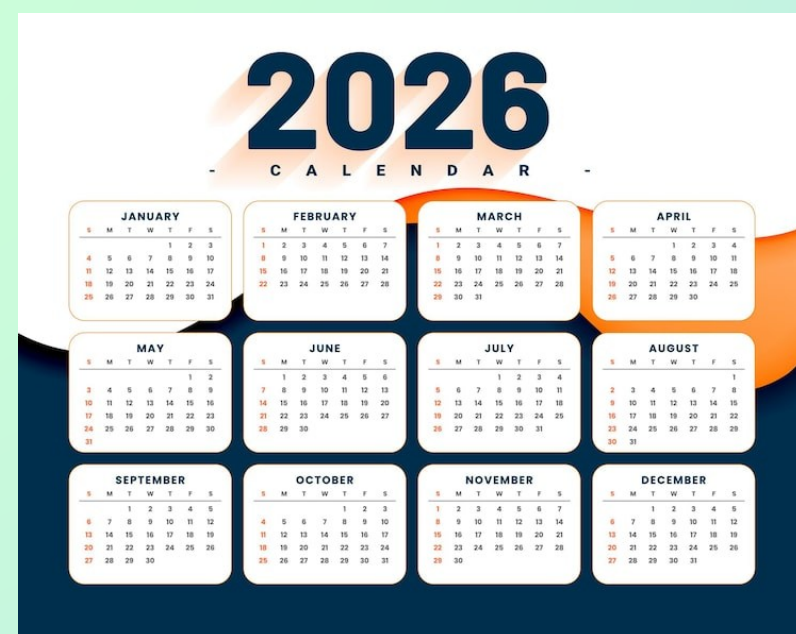 2026
- CALENDAR -
JANUARY
S M T W T F S
1 2 3
4 5 6 7 8 9 10
11 12 13 14 15 16 17
18 19 20 21 22 23 24
25 26 27 28 29 30 31
FEBRUARY
S M T W T F S
1 2 3 4 5 6 7
8 9 10 11 12 13 14
15 16 17 18 19 20 21
22 23 24 25 26 27 28
MARCH
S M T W T F S
1 2 3 4 5 6 7
8 9 10 11 12 13 14
15 16 17 18 19 20 21
22 23 24 25 26 27 28
29 30 31
APRIL
S M T W T F S
1 2 3 4
5 6 7 8 9 10 11
12 13 14 15 16 17 18
19 20 21 22 23 24 25
26 27 28 29 30
MAY
S M T W T F S
1 2
3 4 5 6 7 8 9
10 11 12 13 14 15 16
17 18 19 20 21 22 23
24 25 26 27 28 29 30
31
JUNE
S M T W T F S
1 2 3 4 5 6
7 8 9 10 11 12 13
14 15 16 17 18 19 20
21 22 23 24 25 26 27
28 29 30
JULY
S M T W T F S
1 2 3 4
5 6 7 8 9 10 11
12 13 14 15 16 17 18
19 20 21 22 23 24 25
26 27 28 29 30 31
AUGUST
S M T W T F S
1
2 3 4 5 6 7 8
9 10 11 12 13 14 15
16 17 18 19 20 21 22
23 24 25 26 27 28 29
30 31
SEPTEMBER
S M T W T F S
1 2 3 4 5
6 7 8 9 10 11 12
13 14 15 16 17 18 19
20 21 22 23 24 25 26
27 28 29 30
OCTOBER
S M T W T F S
1 2 3
4 5 6 7 8 9 10
11 12 13 14 15 16 17
18 19 20 21 22 23 24
25 26 27 28 29 30 31
NOVEMBER
S M T W T F S
1 2 3 4 5 6 7
8 9 10 11 12 13 14
15 16 17 18 19 20 21
22 23 24 25 26 27 28
29 30
DECEMBER
S M T W T F S
1 2 3 4 5
6 7 8 9 10 11 12
13 14 15 16 17 18 19
20 21 22 23 24 25 26
27 28 29 30 31